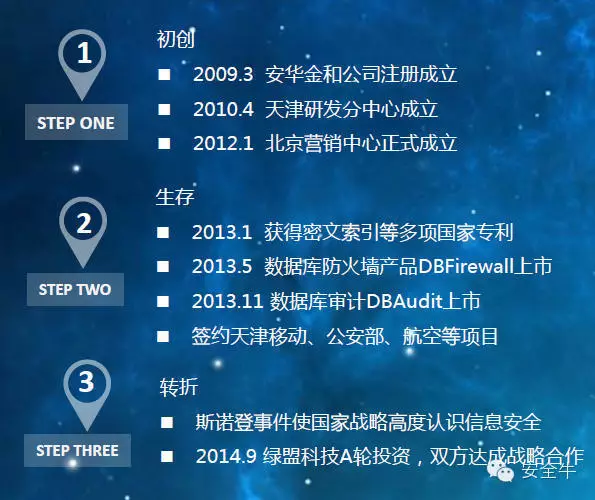 1
STEP ONE
初创
■ 2009.3 安华金和公司注册成立
■ 2010.4 天津研发分中心成立
■ 2012.1 北京营销中心正式成立
2
STEP TWO
生存
■ 2013.1 获得密文索引等多项国家专利
■ 2013.5 数据库防火墙产品DBFirewall上市
■ 2013.11 数据库审计DBAudit上市
■ 签约天津移动、公安部、航空等项目
3
STEP THREE
转折
■ 斯诺登事件使国家战略高度认识信息安全
■ 2014.9 绿盟科技A轮投资，双方达成战略合作
安全牛